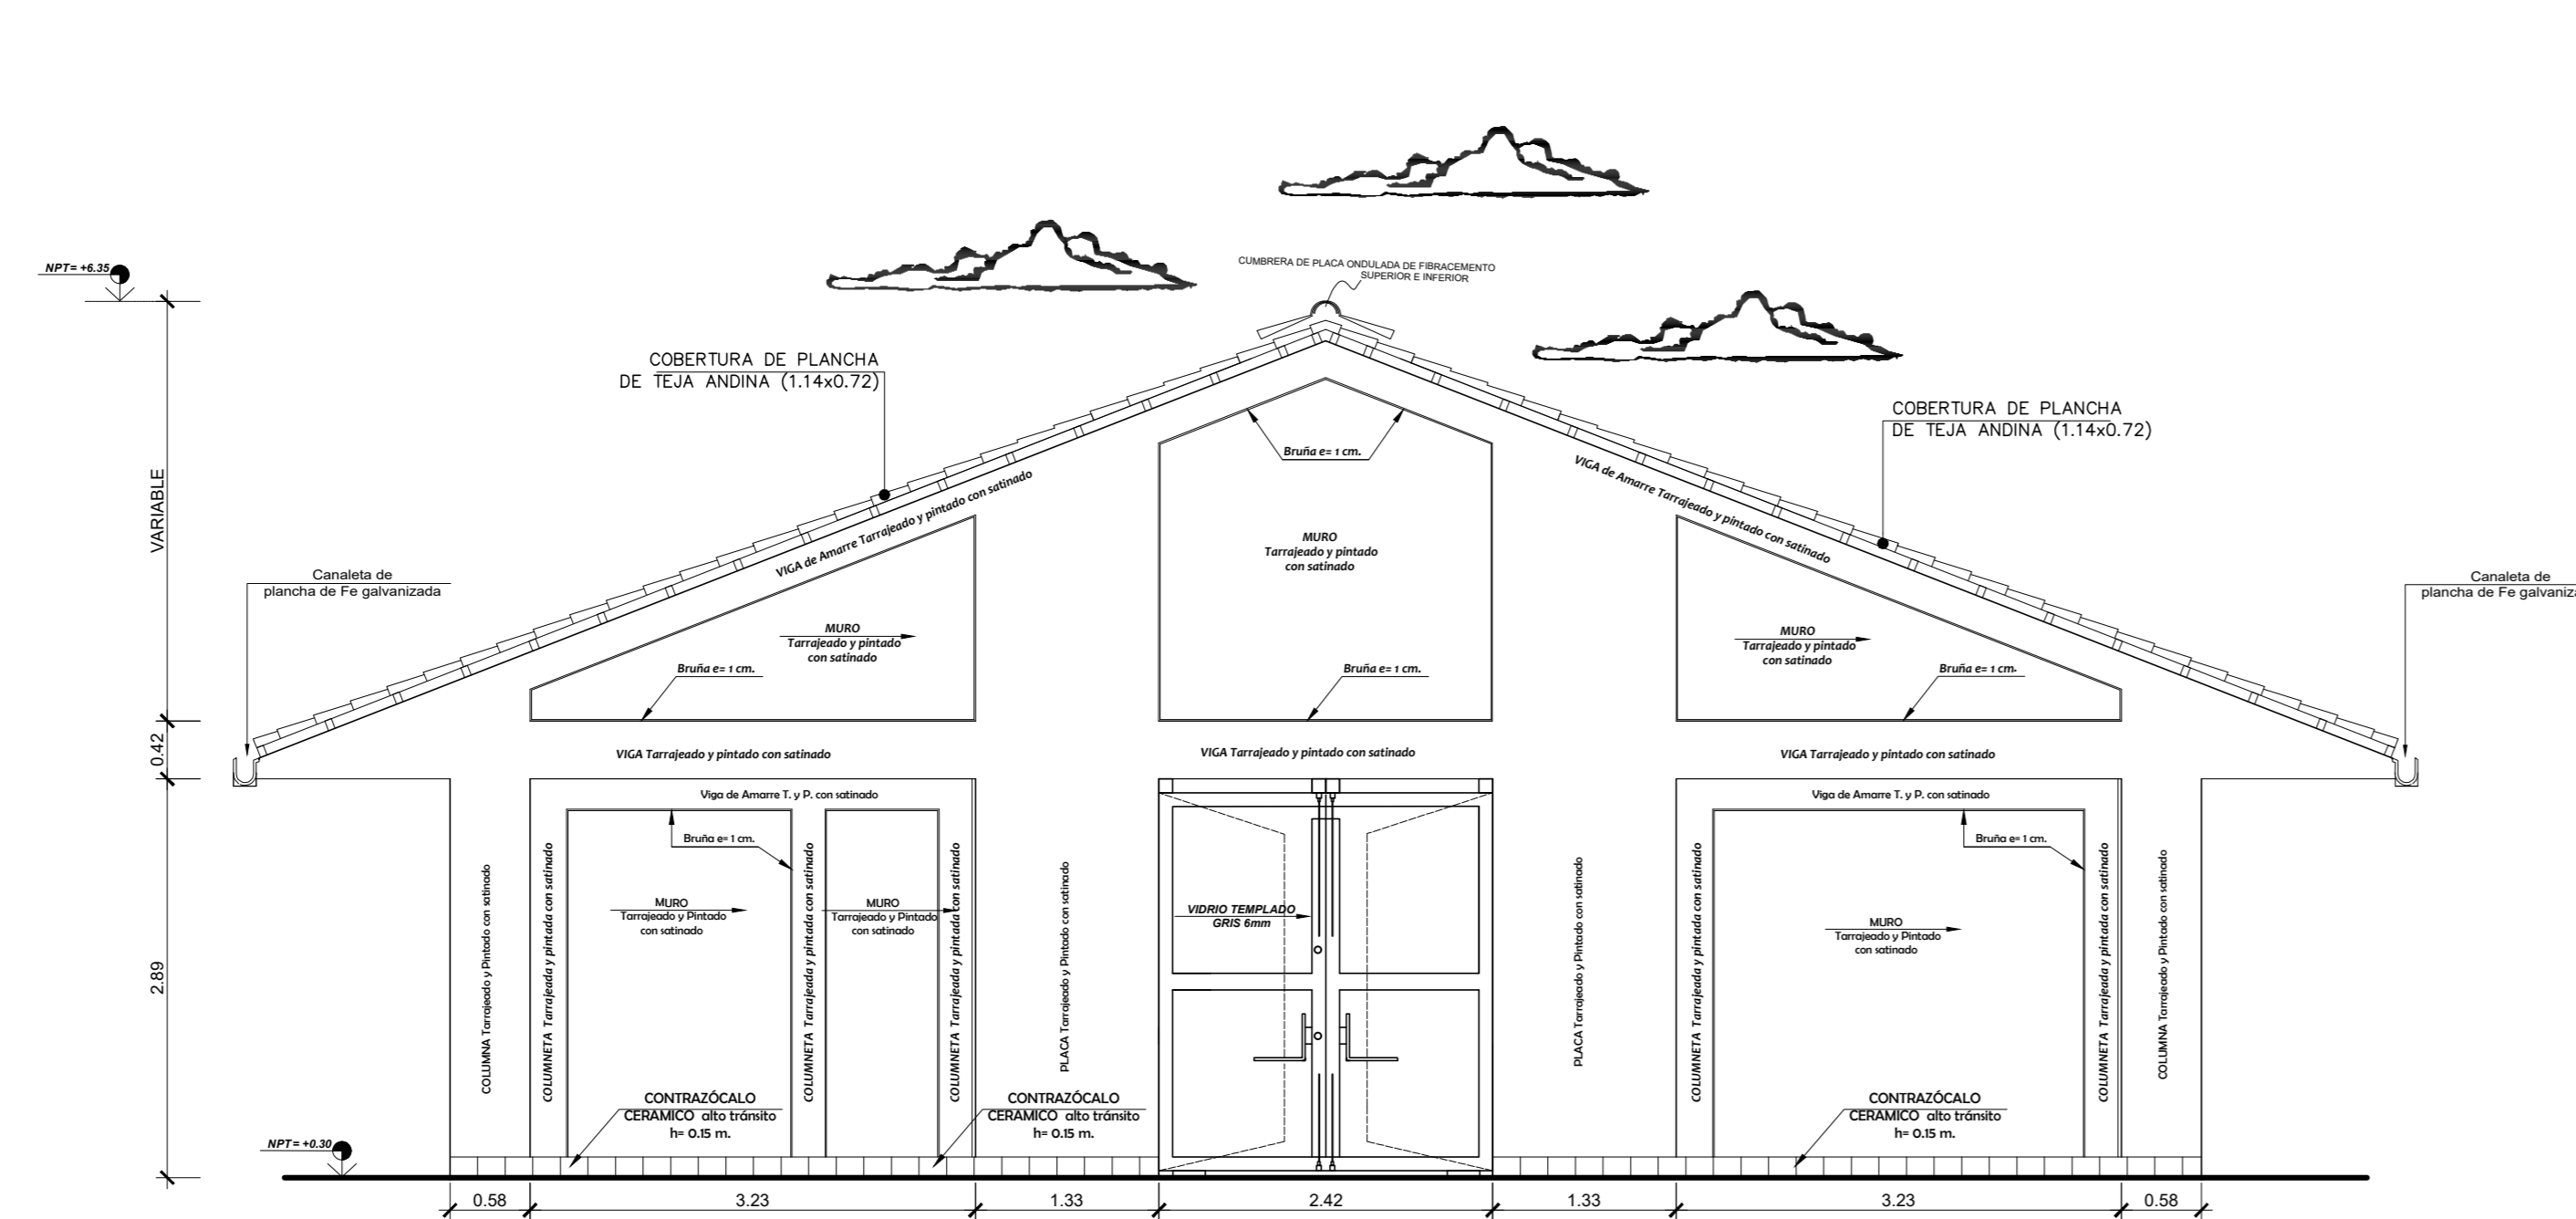 NPT= +6.35
CUMBRERA DE PLACA ONDULADA DE FIBRACEMENTO
SUPERIOR E INFERIOR
COBERTURA DE PLANCHA
DE TEJA ANDINA (1.14x0.72)
COBERTURA DE PLANCHA
DE TEJA ANDINA (1.14x0.72)
Bruña e= 1 cm.
VIGA de Amarre Tarrajeado y pintado con satinado
VIGA de Amarre Tarrajeado y pintado con satinado
VARIABLE
MURO
Tarrajeado y pintado
con satinado
Canaleta de
plancha de Fe galvanizada
Canaleta de
plancha de Fe galvaniza
MURO
Tarrajeado y pintado
con satinado
MURO
Tarrajeado y pintado
con satinado
Bruña e= 1 cm.
Bruña e= 1 cm.
Bruña e= 1 cm.
0.42
VIGA Tarrajeado y pintado con satinado
VIGA Tarrajeado y pintado con satinado
VIGA Tarrajeado y pintado con satinado
Viga de Amarre T. y P. con satinado
Viga de Amarre T. y P. con satinado
Bruña e= 1 cm.
Bruña e= 1 cm.
2.89
COLUMNA Tarrajeado y Pintado con satinado
COLUMNETA Tarrajeada y pintada con satinado
MURO
Tarrajeado y Pintado
con satinado
COLUMNETA Tarrajeada y pintada con satinado
MURO
Tarrajeado y Pintado
con satinado
COLUMNETA Tarrajeada y pintada con satinado
PLACA Tarrajeado y Pintado con satinado
VIDRIO TEMPLADO
GRIS 6mm
PLACA Tarrajeado y Pintado con satinado
COLUMNETA Tarrajeada y pintada con satinado
MURO
Tarrajeado y Pintado
con satinado
COLUMNETA Tarrajeada y pintada con satinado
COLUMNA Tarrajeado y Pintado con satinado
CONTRAZÓCALO
CERAMICO alto tránsito
h= 0.15 m.
CONTRAZÓCALO
CERAMICO alto tránsito
h= 0.15 m.
CONTRAZÓCALO
CERAMICO alto tránsito
h= 0.15 m.
NPT= +0.30
0.58
3.23
1.33
2.42
1.33
3.23
0.58